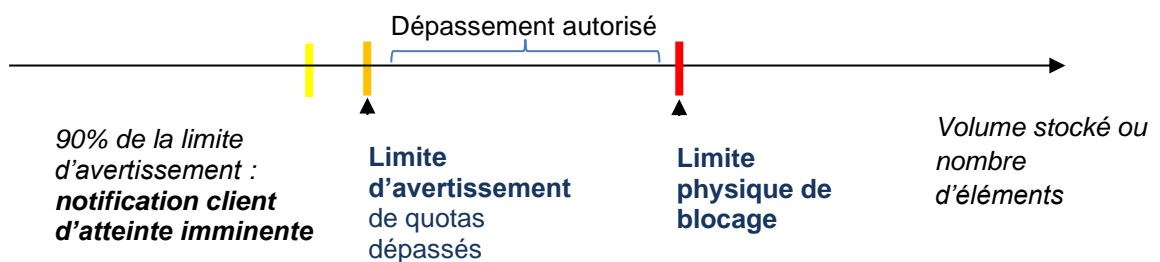 Dépassement autorisé
90% de la limite
d'avertissement :
notification client
d'atteinte imminente
Limite
d'avertissement
de quotas
dépassés
Limite
physique de
blocage
Volume stocké ou
nombre
d'éléments